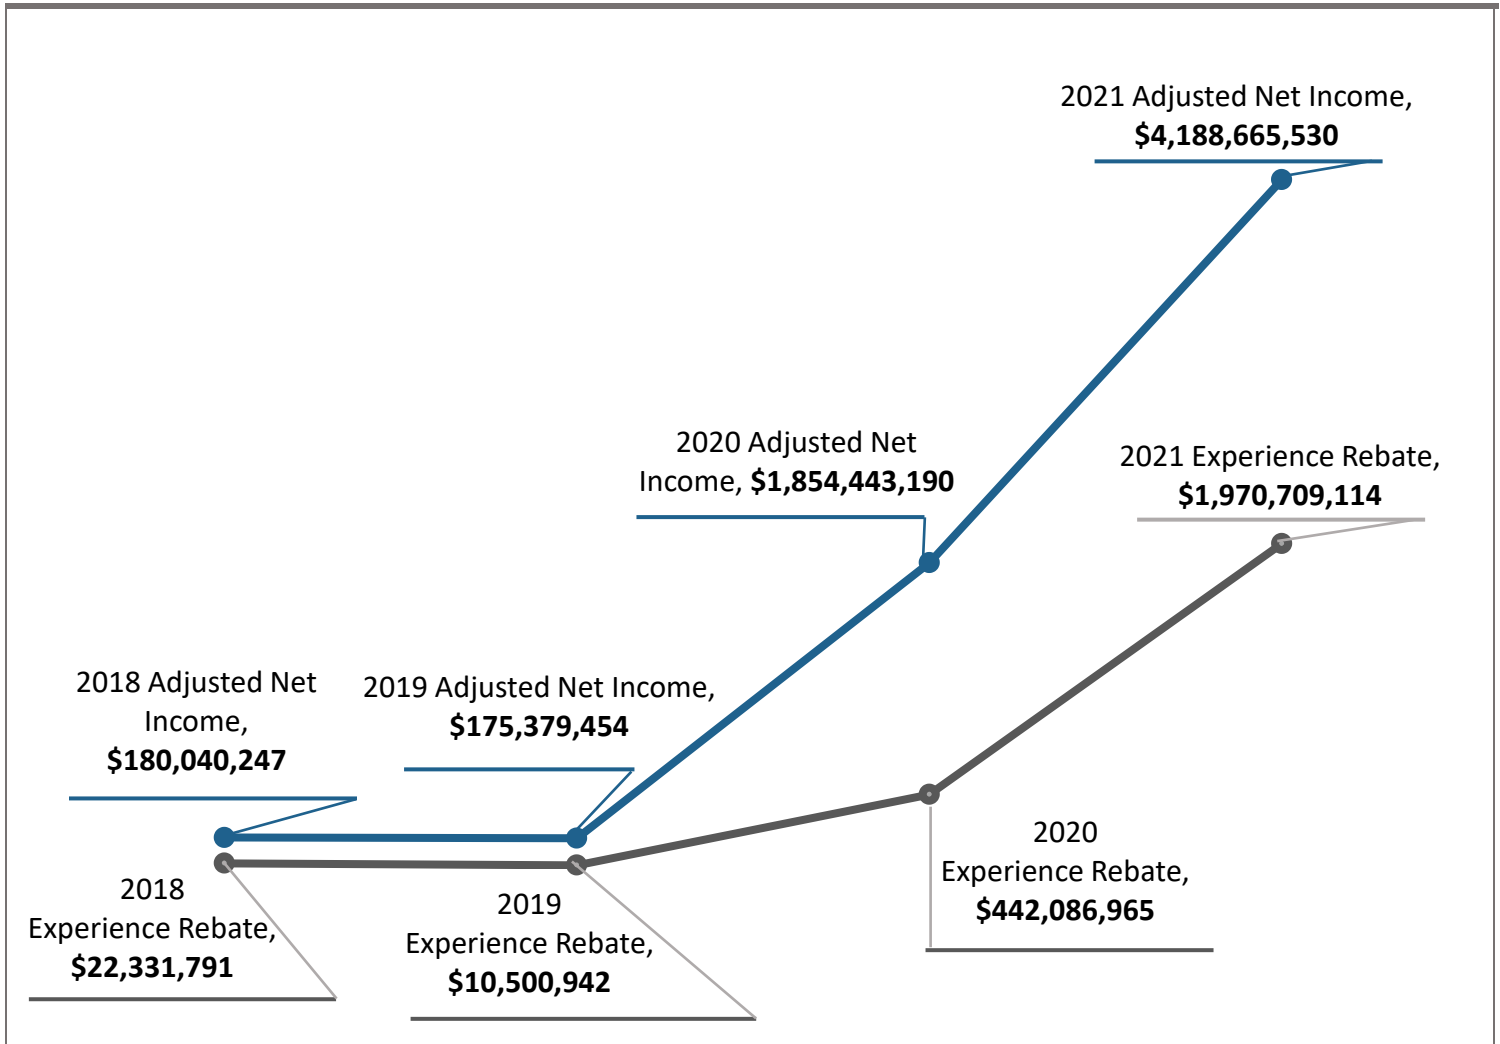 2021 Adjusted Net Income,
$4,188,665,530
2020 Adjusted Net
Income, $1,854,443,190
2021 Experience Rebate,
$1,970,709,114
2018 Adjusted Net
Income,
$180,040,247
2019 Adjusted Net Income,
$175,379,454
2018
Experience Rebate,
$22,331,791
2019
Experience Rebate,
$10,500,942
2020
Experience Rebate,
$442,086,965